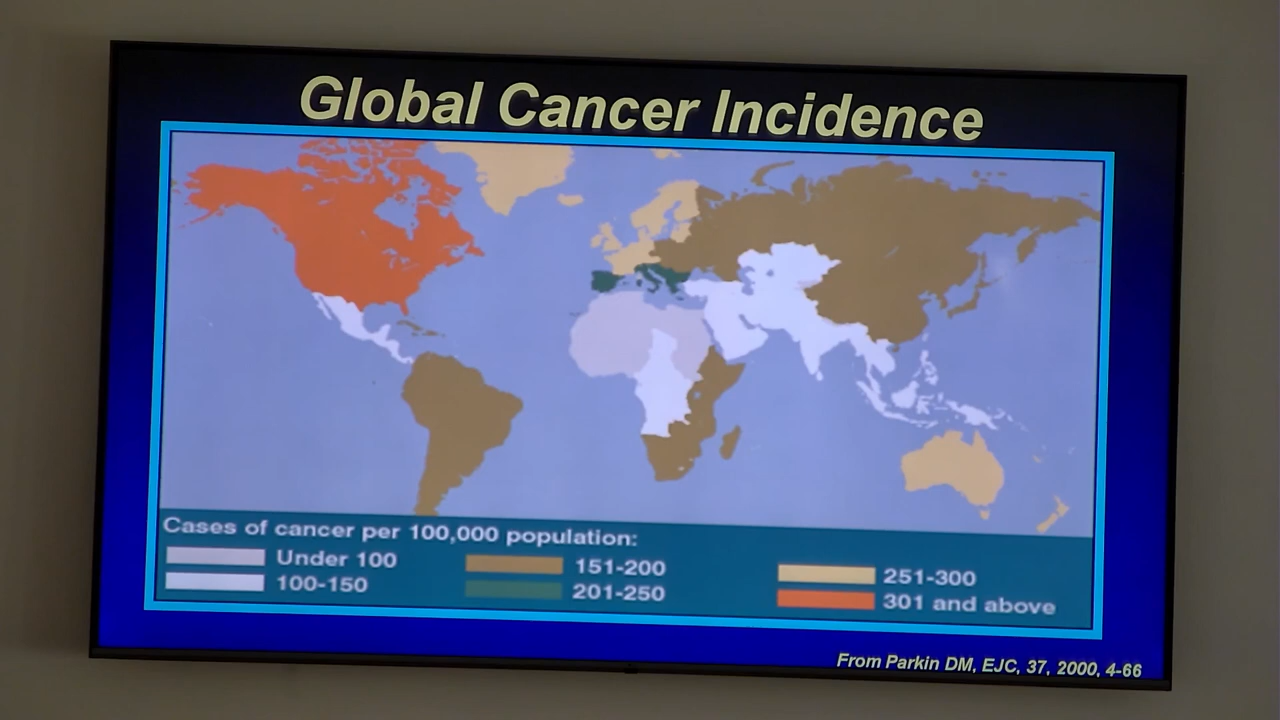 Global Cancer Incidence
Cases of cancer per 100,000 population:
Under 100
100-150
151-200
201-250
251-300
301 and above
From Parkin DM, EJC, 37, 2000, 4-66